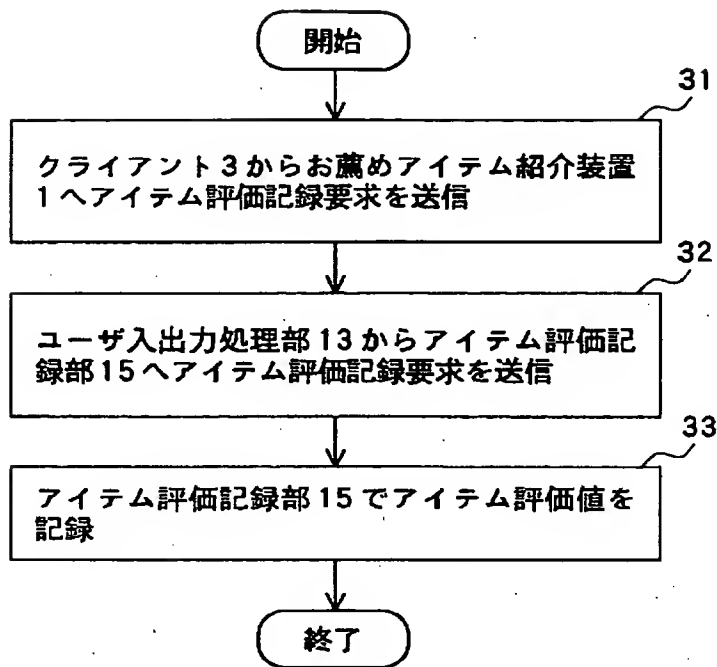 開始
31
クライアント3からお薦めアイテム紹介装置
1へアイテム評価記録要求を送信
32
ユーザ入出力処理部13からアイテム評価記
録部15へアイテム評価記録要求を送信
33
アイテム評価記録部15でアイテム評価値を
記録
終了